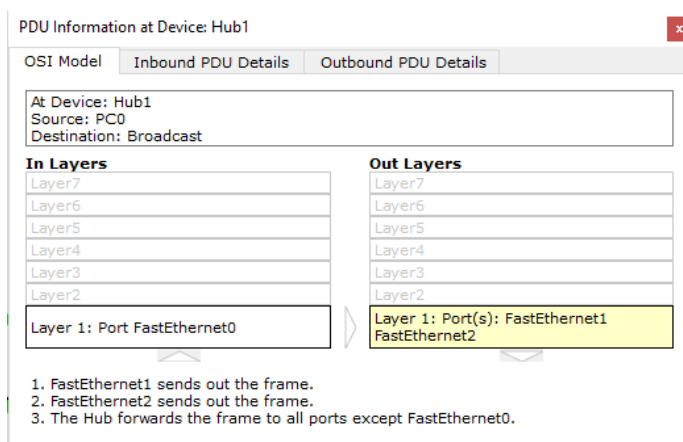 PDU Information at Device: Hub1
x
OSI Model Inbound PDU Details Outbound PDU Details
At Device: Hub1
Source: PC0
Destination: Broadcast
In Layers
Layer7
Layer6
Layer5
Layer4
Layer3
Layer2
Layer 1: Port FastEthernet0
Out Layers
Layer7
Layer6
Layer5
Layer4
Layer3
Layer2
Layer 1: Port(s): FastEthernet1
FastEthernet2
1. FastEthernet1 sends out the frame.
2. FastEthernet2 sends out the frame.
3. The Hub forwards the frame to all ports except FastEthernet0.